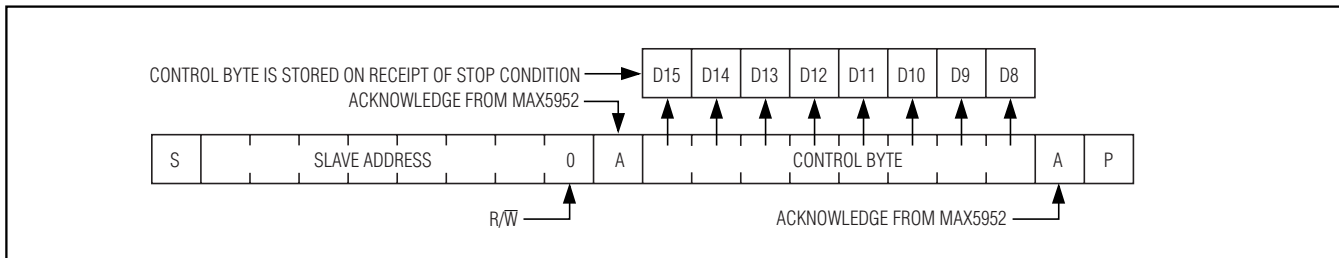 D15 D14 D13 D12 D11 D10 D9 D8
CONTROL BYTE IS STORED ON RECEIPT OF STOP CONDITION
ACKNOWLEDGE FROM MAX5952
S SLAVE ADDRESS 0 A CONTROL BYTE A P
R/W̅ ACKNOWLEDGE FROM MAX5952